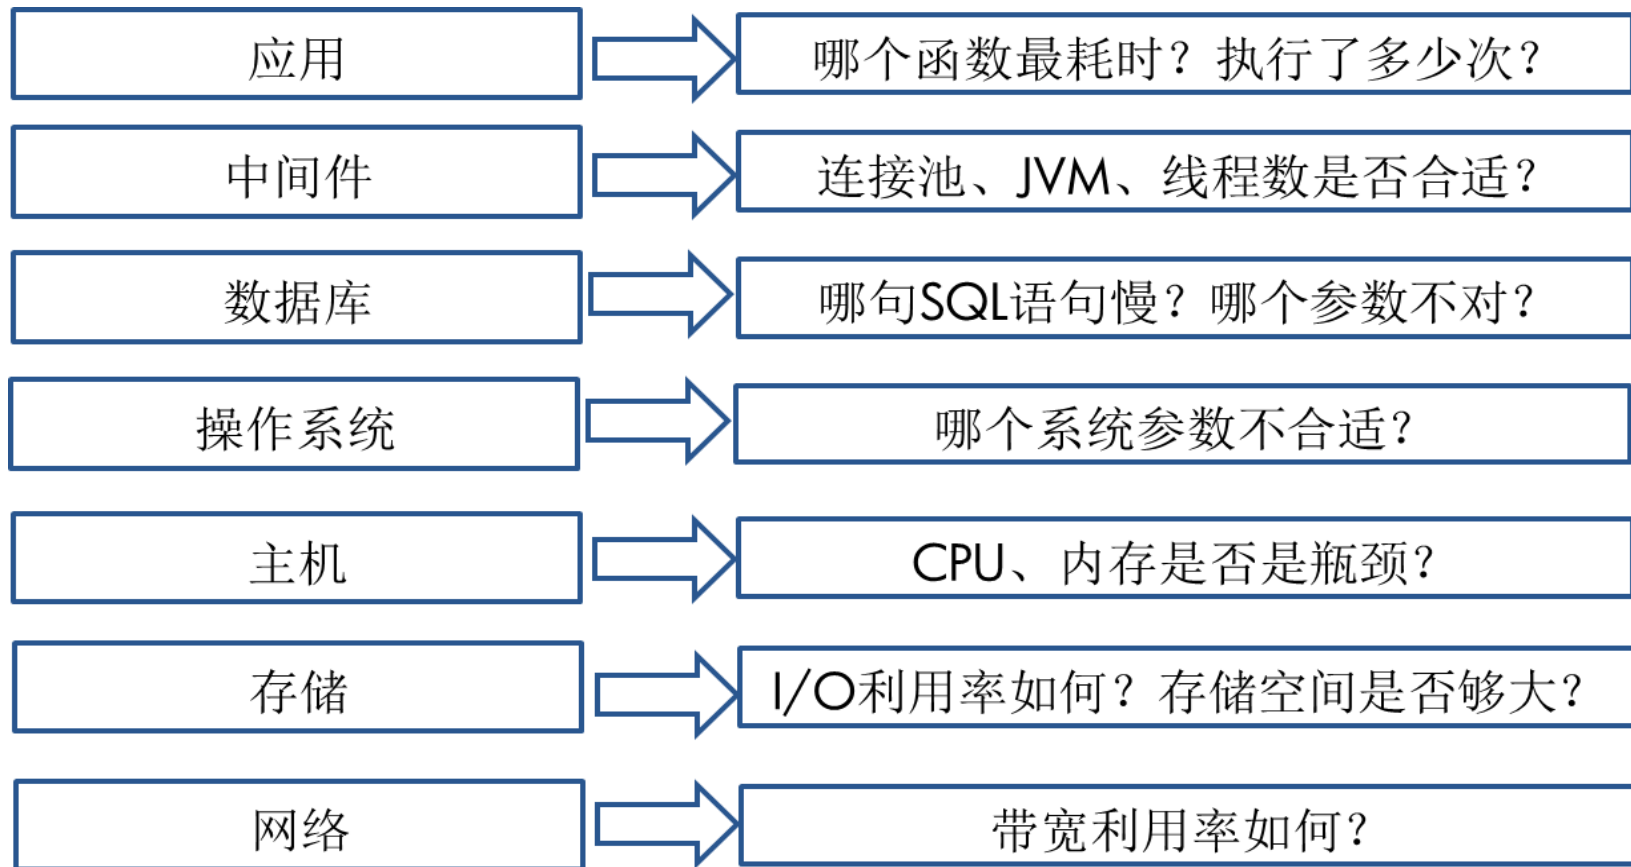 应用
哪个函数最耗时？执行了多少次？
中间件
连接池、JVM、线程数是否合适？
数据库
哪句SQL语句慢？哪个参数不对？
操作系统
哪个系统参数不合适？
主机
CPU、内存是否是瓶颈？
存储
I/O利用率如何？存储空间是否够大？
网络
带宽利用率如何？